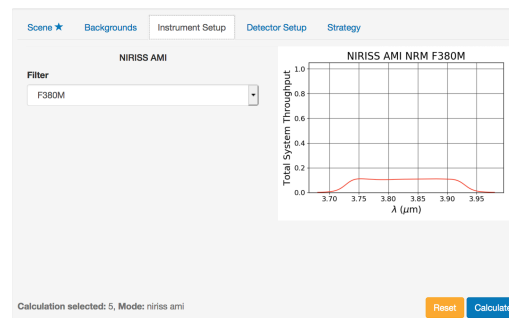 Scene ★ Backgrounds Instrument Setup Detector Setup Strategy
NIRISS AMI
Filter
F380M
NIRISS AMI NRM F380M
Total System Throughput
1.0
0.8
0.6
0.4
0.2
0.0
3.70 3.75 3.80 3.85 3.90 3.95
λ (μm)
Calculation selected: 5, Mode: niriss ami
Reset Calculate